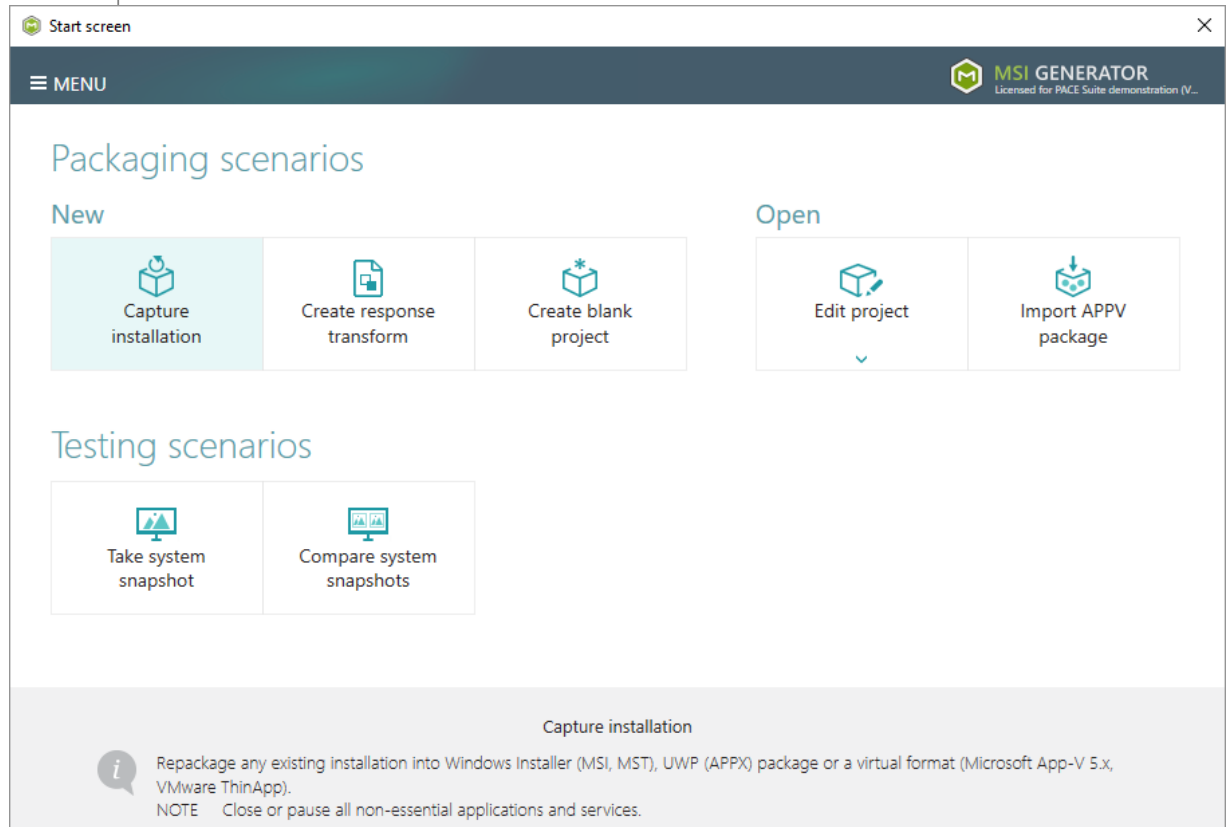 Start screen
MENU
MSI GENERATOR
Licensed for PACE Suite demonstration (V...
Packaging scenarios
New
Open
Capture
installation
Create response
transform
Create blank
project
Edit project
Import APPV
package
Testing scenarios
Take system
snapshot
Compare system
snapshots
Capture installation
Repackage any existing installation into Windows Installer (MSI, MST), UWP (APPX) package or a virtual format (Microsoft App-V 5.x,
VMware ThinApp).
NOTE Close or pause all non-essential applications and services.